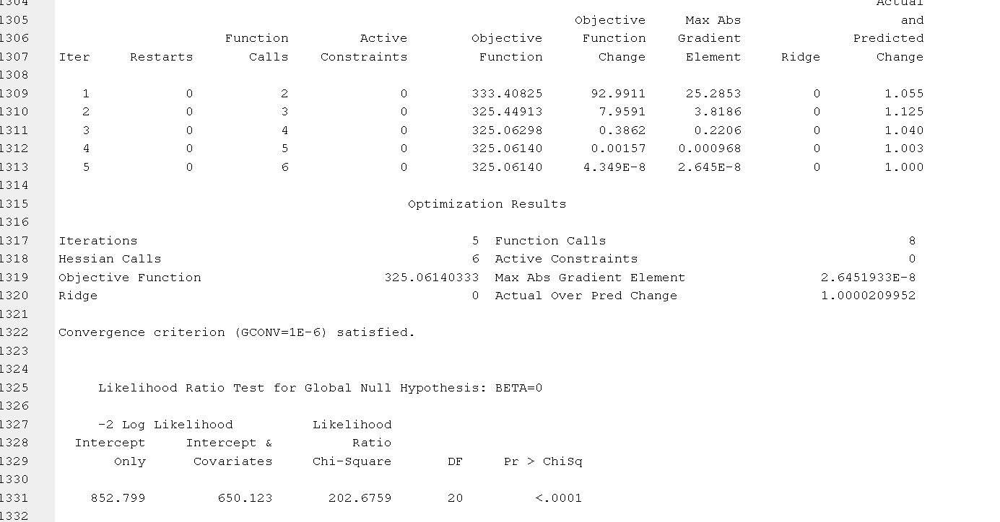 1304 Actual
1305 Objective Max Abs and
1306 Function Active Objective Function Gradient Predicted
1307 Iter Restarts Calls Constraints Function Change Element Ridge Change
1308
1309 1 0 2 0 333.40825 92.9911 25.2853 0 1.055
1310 2 0 3 0 325.44913 7.9591 3.8186 0 1.125
1311 3 0 4 0 325.06298 0.3862 0.2206 0 1.040
1312 4 0 5 0 325.06140 0.00157 0.000968 0 1.003
1313 5 0 6 0 325.06140 4.349E-8 2.645E-8 0 1.000
1314
1315 Optimization Results
1316
1317 Iterations 5 Function Calls 8
1318 Hessian Calls 6 Active Constraints 0
1319 Objective Function 325.06140333 Max Abs Gradient Element 2.6451933E-8
1320 Ridge 0 Actual Over Pred Change 1.0000209952
1321
1322 Convergence criterion (GCONV=1E-6) satisfied.
1323
1324
1325 Likelihood Ratio Test for Global Null Hypothesis: BETA=0
1326
1327 -2 Log Likelihood Likelihood
1328 Intercept Intercept & Ratio
1329 Only Covariates Chi-Square DF Pr > ChiSq
1330
1331 852.799 650.123 202.6759 20 <.0001
1332